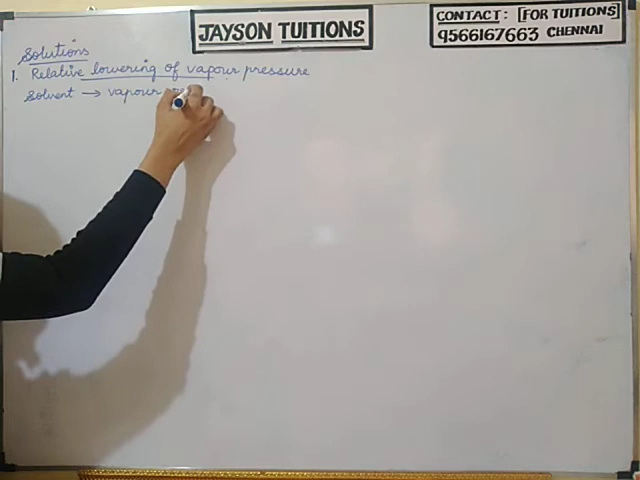 JAYSON TUITIONS
CONTACT: [FOR TUITIONS]
9566167663 CHENNAI
Solutions
1. Relative lowering of vapour pressure
Solvent → vapour